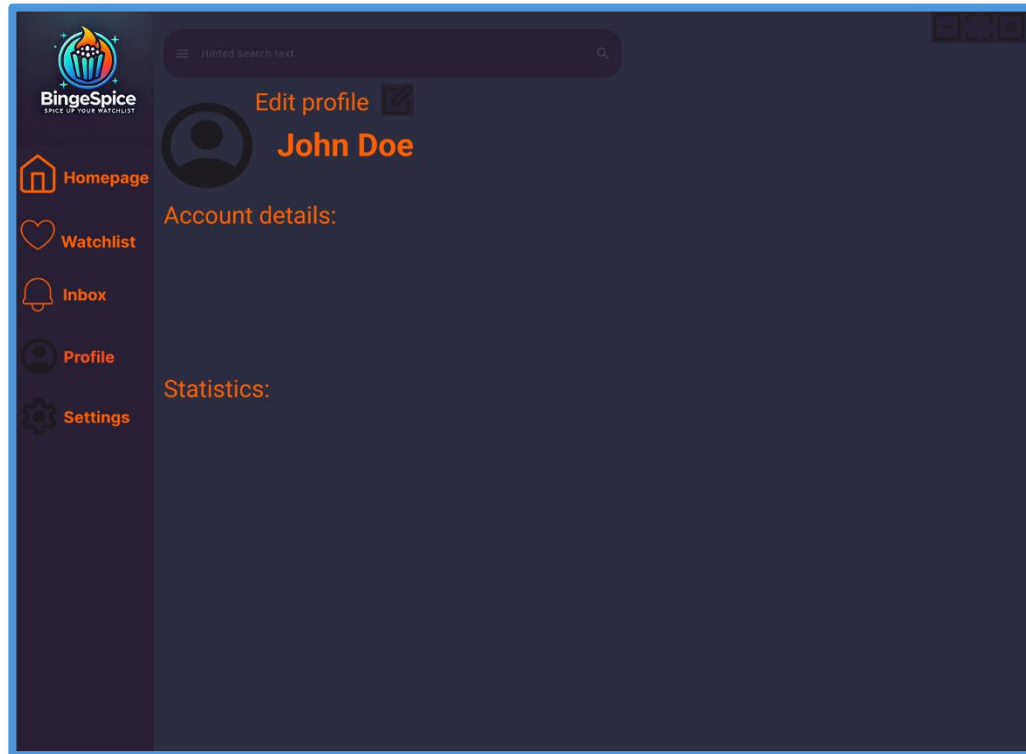 BingeSpice
SPICE UP YOUR WATCHLIST
Hinted search text
Edit profile
John Doe
Homepage
Watchlist
Inbox
Profile
Settings
Account details:
Statistics: